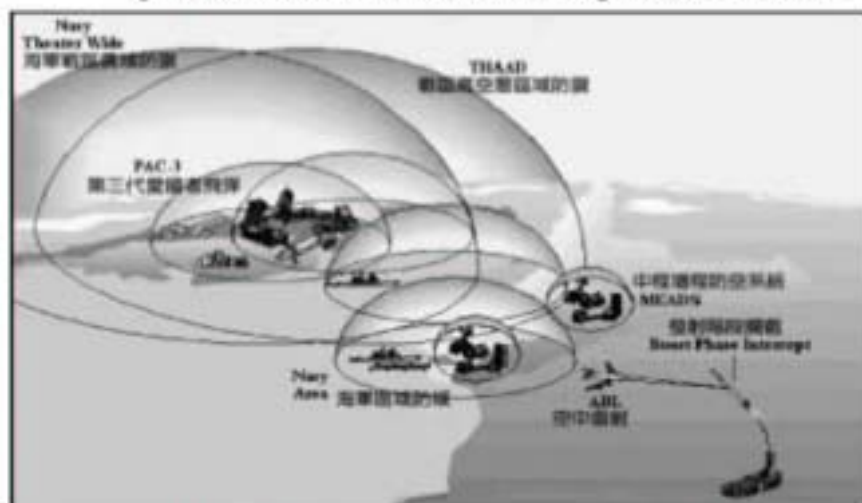 Navy
Theater Wide
海軍戰區廣域防禦
THAAD
戰區高空層區域防禦
PAC-3
第三代愛國者飛彈
中程增程防空系統
MEADS
發射階段攔截
Boost Phase Intercept
Navy
Area
海軍區域防禦
ABL
空中雷射